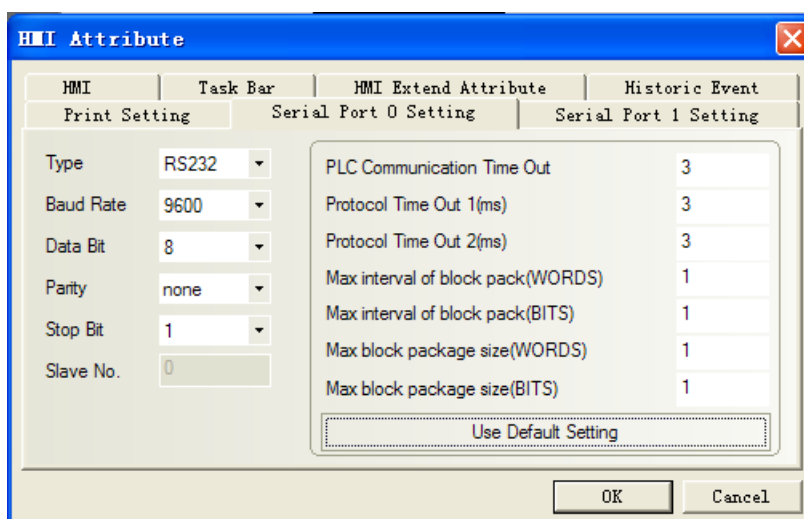 HMI Attribute
HMI Task Bar HMI Extend Attribute Historic Event
Print Setting Serial Port 0 Setting Serial Port 1 Setting
Type RS232
Baud Rate 9600
Data Bit 8
Parity none
Stop Bit 1
Slave No. 0
PLC Communication Time Out 3
Protocol Time Out 1(ms) 3
Protocol Time Out 2(ms) 3
Max interval of block pack(WORDS) 1
Max interval of block pack(BITS) 1
Max block package size(WORDS) 1
Max block package size(BITS) 1
Use Default Setting
OK Cancel